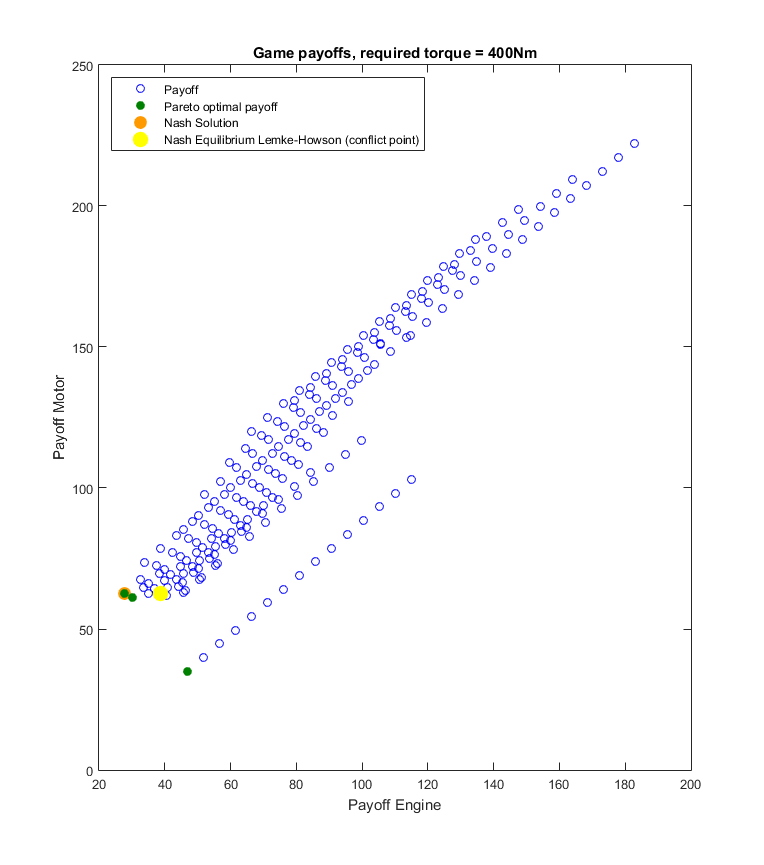 Game payoffs, required torque = 400Nm
250
200
150
100
50
0
Payoff Motor
Payoff
Pareto optimal payoff
Nash Solution
Nash Equilibrium Lemke-Howson (conflict point)
20 40 60 80 100 120 140 160 180 200
Payoff Engine